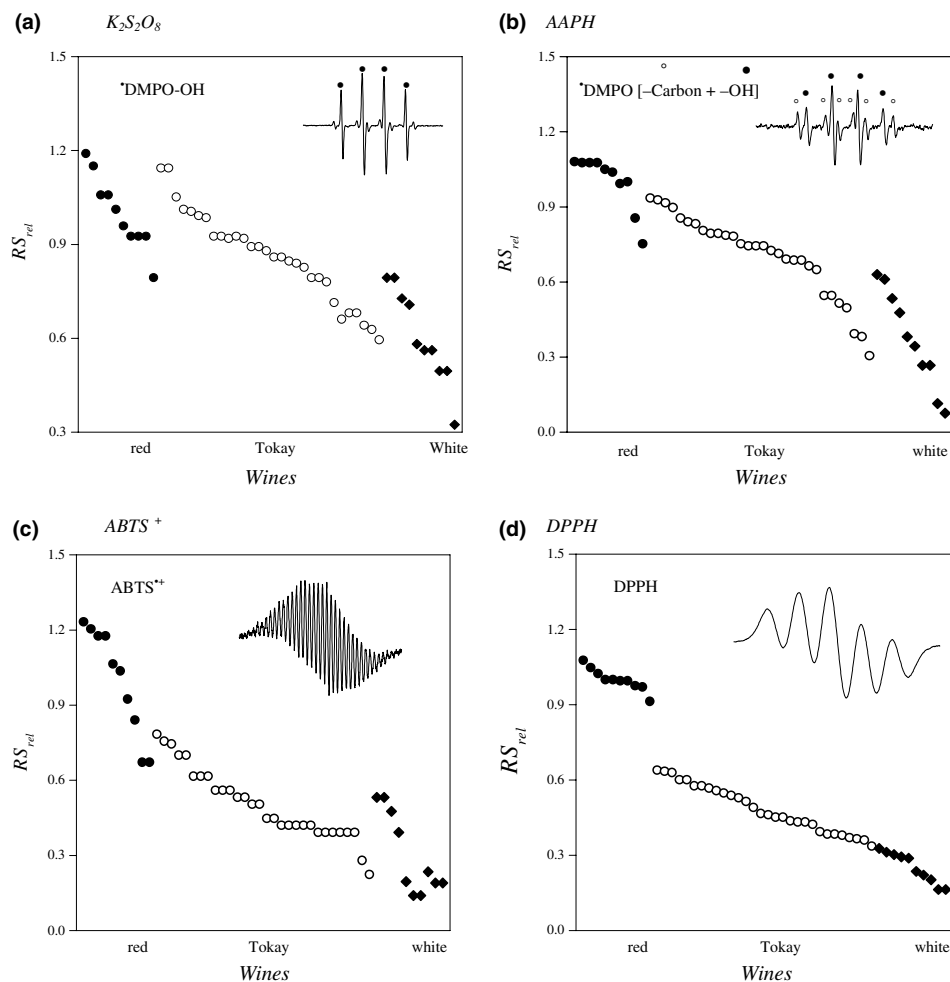 (a) K₂S₂O₈
1.5
1.2
0.9
0.6
0.3
RSrel
•DMPO-OH
red Tokay White
Wines
(b) AAPH
1.5
1.2
0.9
0.6
0.3
0.0
RSrel
•DMPO [–Carbon + –OH]
red Tokay white
Wines
(c) ABTS +
1.5
1.2
0.9
0.6
0.3
0.0
RSrel
ABTS•+
red Tokay white
Wines
(d) DPPH
1.5
1.2
0.9
0.6
0.3
0.0
RSrel
DPPH
red Tokay white
Wines